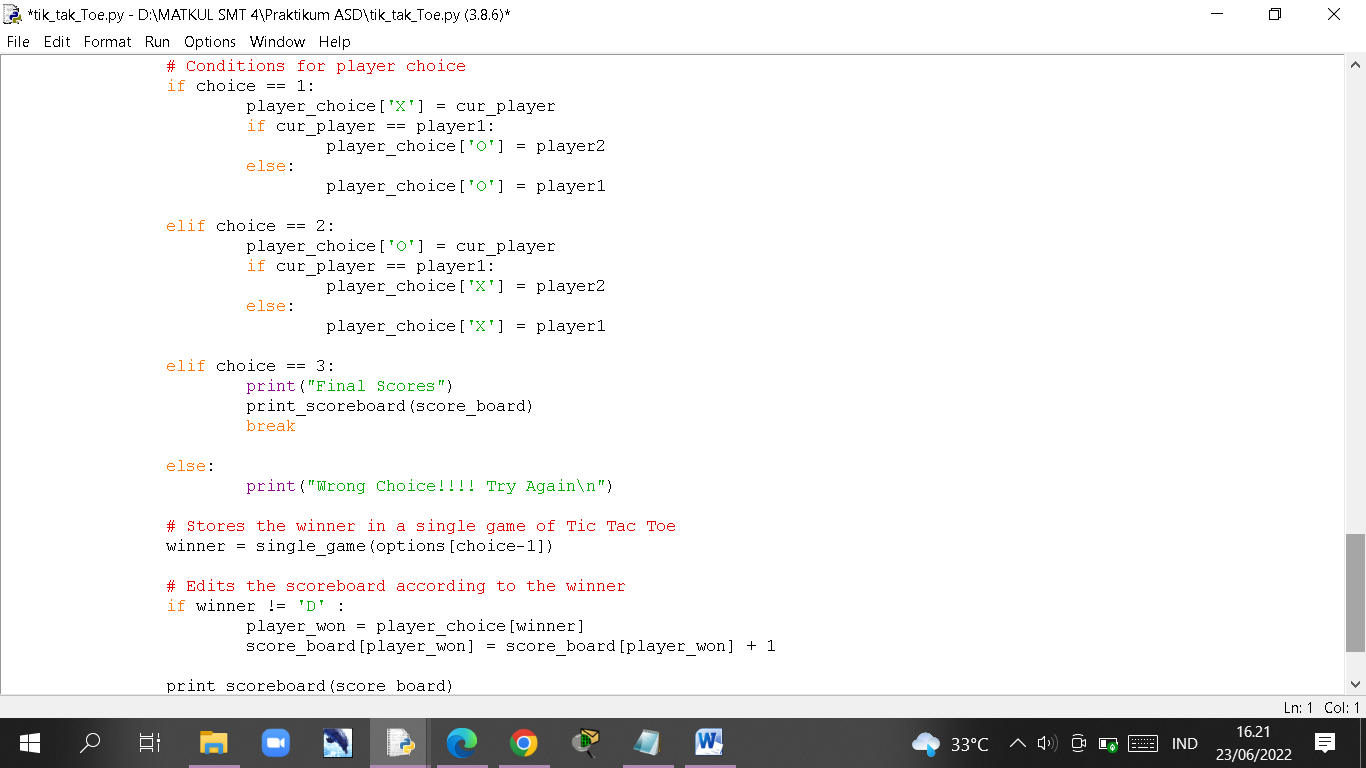 *tik_tak_Toe.py - D:\MATKUL SMT 4\Praktikum ASD\tik_tak_Toe.py (3.8.6)*
File Edit Format Run Options Window Help
# Conditions for player choice
if choice == 1:
player_choice['X'] = cur_player
if cur_player == player1:
player_choice['O'] = player2
else:
player_choice['O'] = player1
elif choice == 2:
player_choice['O'] = cur_player
if cur_player == player1:
player_choice['X'] = player2
else:
player_choice['X'] = player1
elif choice == 3:
print("Final Scores")
print_scoreboard(score_board)
break
else:
print("Wrong Choice!!!! Try Again\n")
# Stores the winner in a single game of Tic Tac Toe
winner = single_game(options[choice-1])
# Edits the scoreboard according to the winner
if winner != 'D' :
player_won = player_choice[winner]
score_board[player_won] = score_board[player_won] + 1
print_scoreboard(score_board)
Ln: 1 Col: 1
33°C IND 16.21
23/06/2022